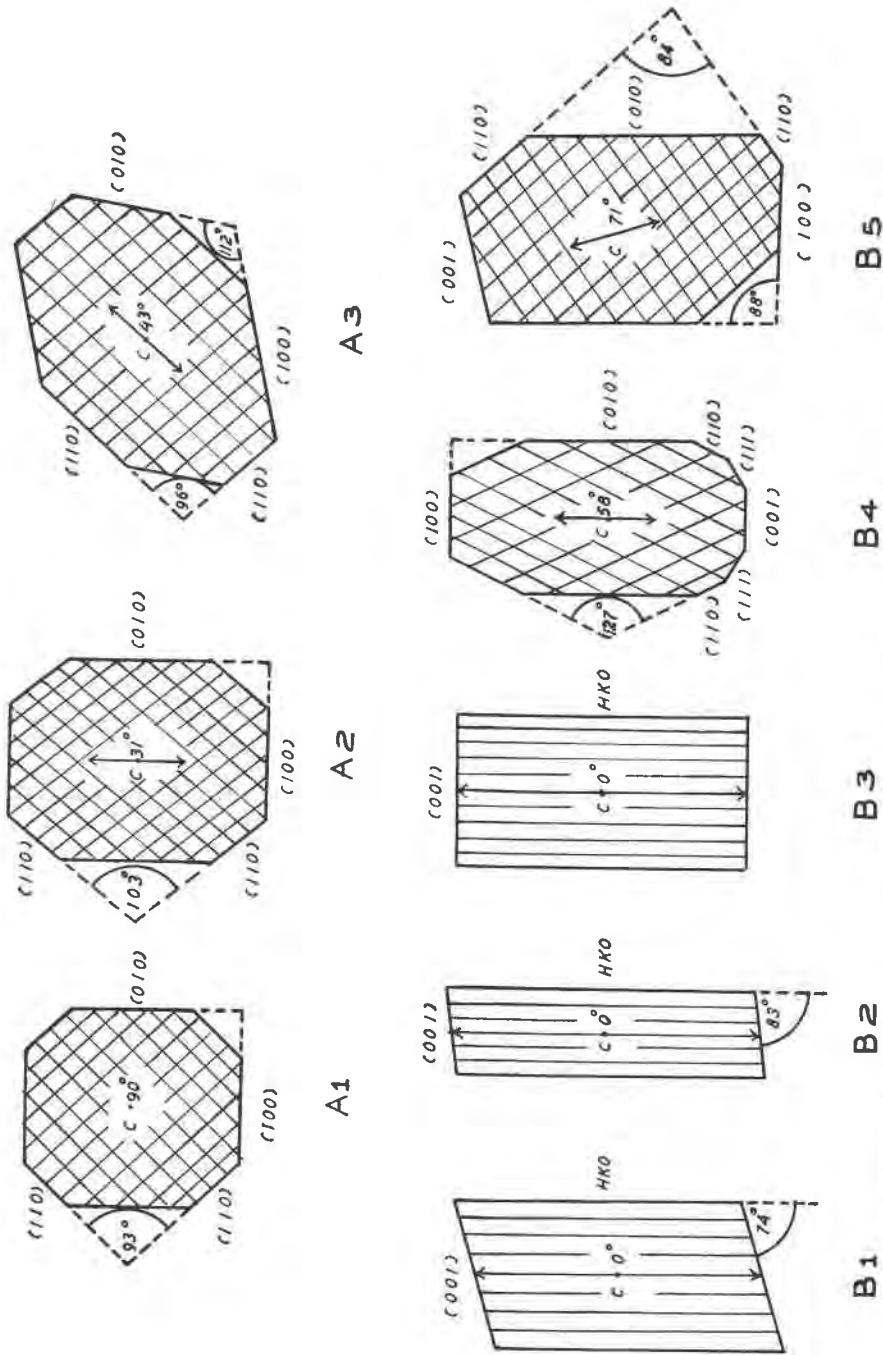 (110)
(010)
C 90°
93°
(110)
(100)
A1
(110)
(010)
C 31°
103°
(110)
(100)
A2
(110)
(010)
C 43°
96°
112°
(110)
(100)
A3
(001)
HKO
C 0°
74°
B1
(001)
HKO
C 0°
83°
B2
(001)
HKO
C 0°
B3
(100)
(010)
C 58°
127°
(110)
(110)
(111)
(111)
(001)
B4
(001)
(110)
84°
(010)
C 71°
88°
(110)
(100)
B5